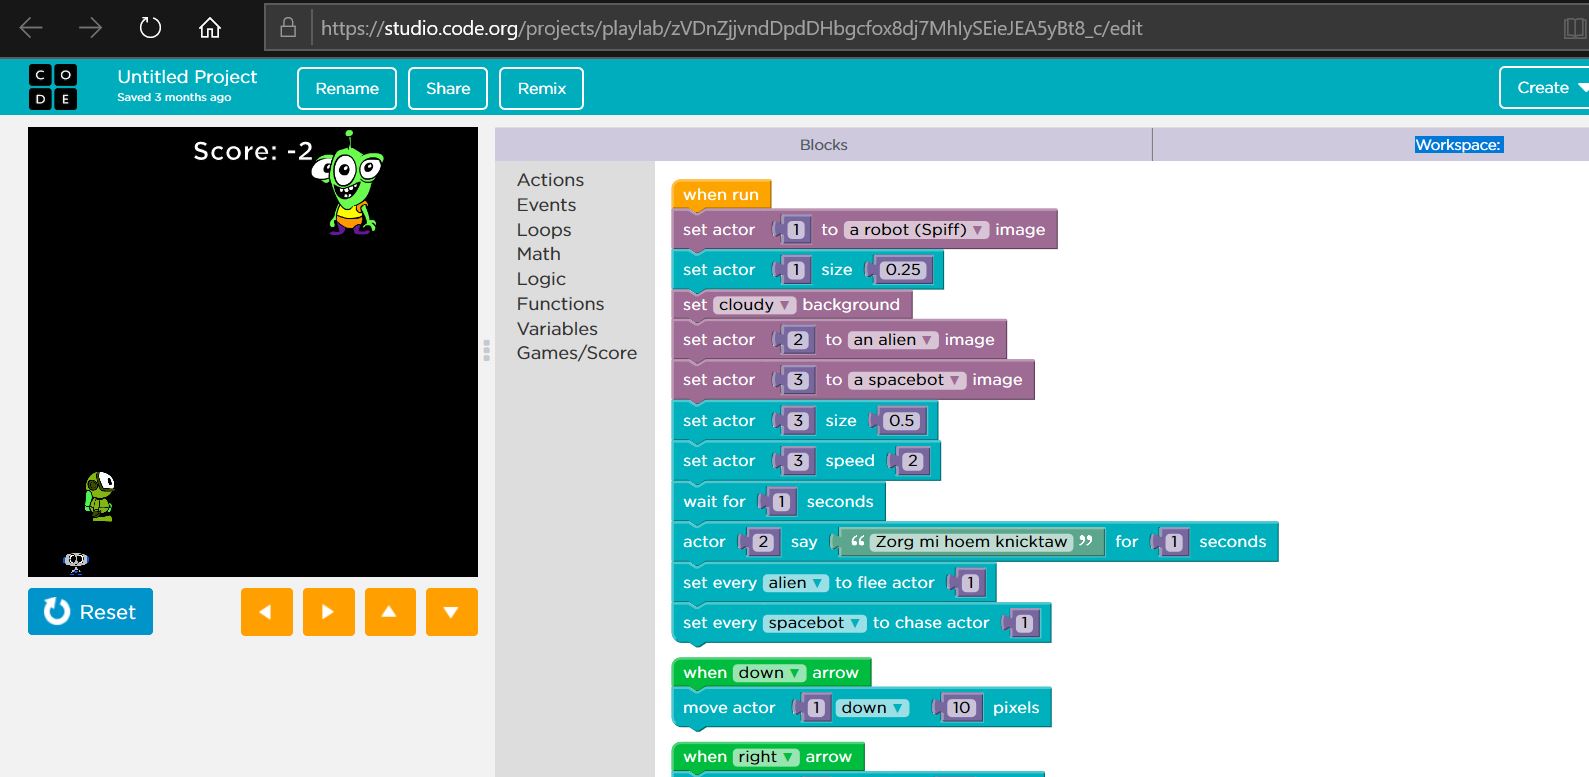 https://studio.code.org/projects/playlab/zVDnZjjvndDpdDHbgcfox8dj7MhIySEieJEA5yBt8_c/edit
C O
D E
Untitled Project
Saved 3 months ago
Rename
Share
Remix
Create
Score: -2
Reset
Blocks
Workspace:
Actions
Events
Loops
Math
Logic
Functions
Variables
Games/Score
when run
set actor 1 to a robot (Spiff) image
set actor 1 size 0.25
set cloudy background
set actor 2 to an alien image
set actor 3 to a spacebot image
set actor 3 size 0.5
set actor 3 speed 2
wait for 1 seconds
actor 2 say “ Zorg mi hoem knicktaw ” for 1 seconds
set every alien to flee actor 1
set every spacebot to chase actor 1
when down arrow
move actor 1 down 10 pixels
when right arrow